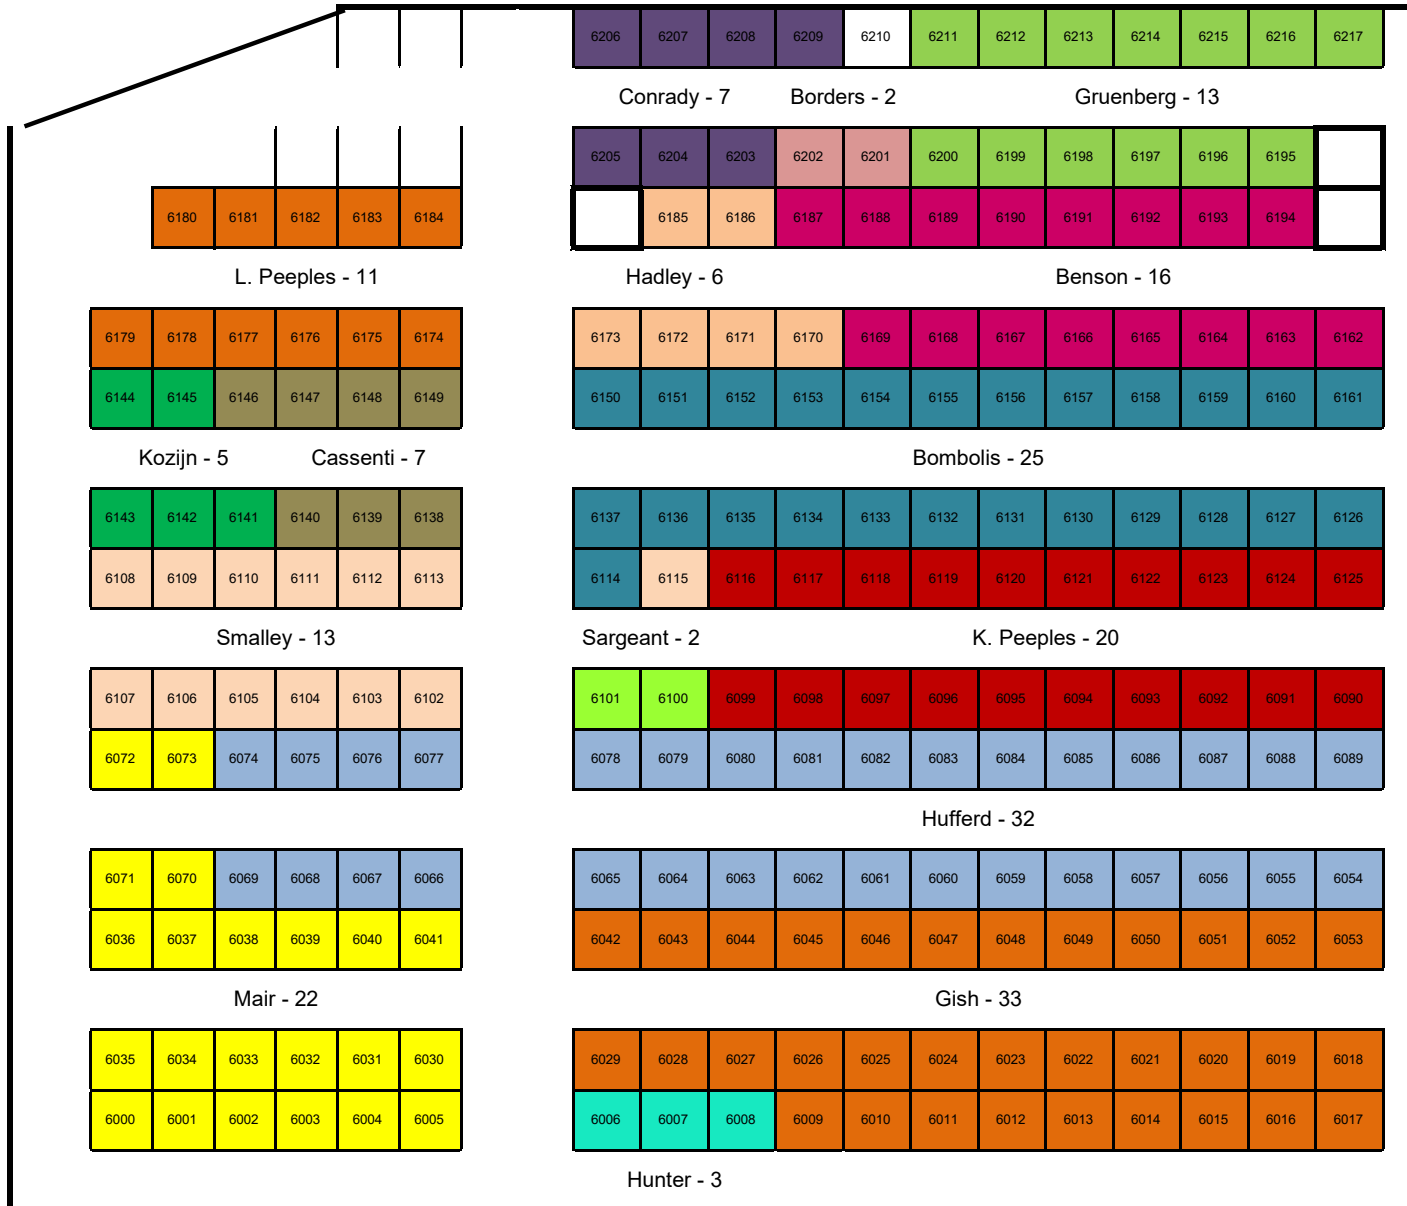 6206 6207 6208 6209 6210 6211 6212 6213 6214 6215 6216 6217
Conrady - 7 Borders - 2 Gruenberg - 13
6205 6204 6203 6202 6201 6200 6199 6198 6197 6196 6195
6180 6181 6182 6183 6184 6185 6186 6187 6188 6189 6190 6191 6192 6193 6194
L. Peeples - 11 Hadley - 6 Benson - 16
6179 6178 6177 6176 6175 6174 6173 6172 6171 6170 6169 6168 6167 6166 6165 6164 6163 6162
6144 6145 6146 6147 6148 6149 6150 6151 6152 6153 6154 6155 6156 6157 6158 6159 6160 6161
Kozijn - 5 Cassenti - 7 Bombolis - 25
6143 6142 6141 6140 6139 6138 6137 6136 6135 6134 6133 6132 6131 6130 6129 6128 6127 6126
6108 6109 6110 6111 6112 6113 6114 6115 6116 6117 6118 6119 6120 6121 6122 6123 6124 6125
Smalley - 13 Sargeant - 2 K. Peeples - 20
6107 6106 6105 6104 6103 6102 6101 6100 6099 6098 6097 6096 6095 6094 6093 6092 6091 6090
6072 6073 6074 6075 6076 6077 6078 6079 6080 6081 6082 6083 6084 6085 6086 6087 6088 6089
Hufferd - 32
6071 6070 6069 6068 6067 6066 6065 6064 6063 6062 6061 6060 6059 6058 6057 6056 6055 6054
6036 6037 6038 6039 6040 6041 6042 6043 6044 6045 6046 6047 6048 6049 6050 6051 6052 6053
Mair - 22 Gish - 33
6035 6034 6033 6032 6031 6030 6029 6028 6027 6026 6025 6024 6023 6022 6021 6020 6019 6018
6000 6001 6002 6003 6004 6005 6006 6007 6008 6009 6010 6011 6012 6013 6014 6015 6016 6017
Hunter - 3